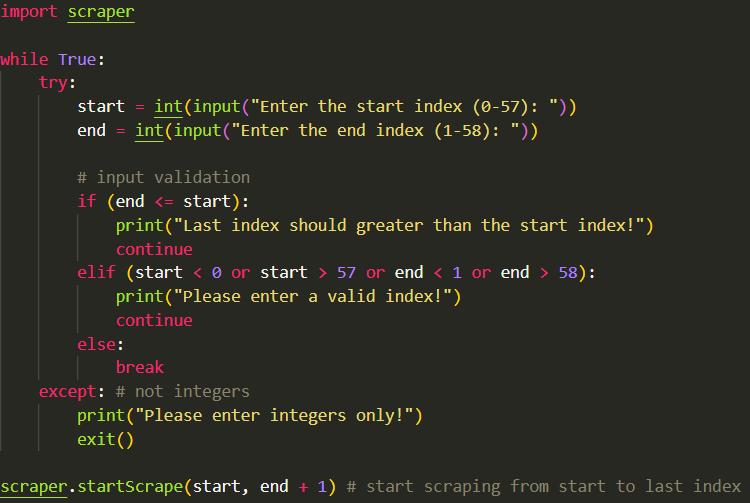 import scraper

while True:
    try:
        start = int(input("Enter the start index (0-57): "))
        end = int(input("Enter the end index (1-58): "))

        # input validation
        if (end <= start):
            print("Last index should greater than the start index!")
            continue
        elif (start < 0 or start > 57 or end < 1 or end > 58):
            print("Please enter a valid index!")
            continue
        else:
            break
    except: # not integers
        print("Please enter integers only!")
        exit()

scraper.startScrape(start, end + 1) # start scraping from start to last index